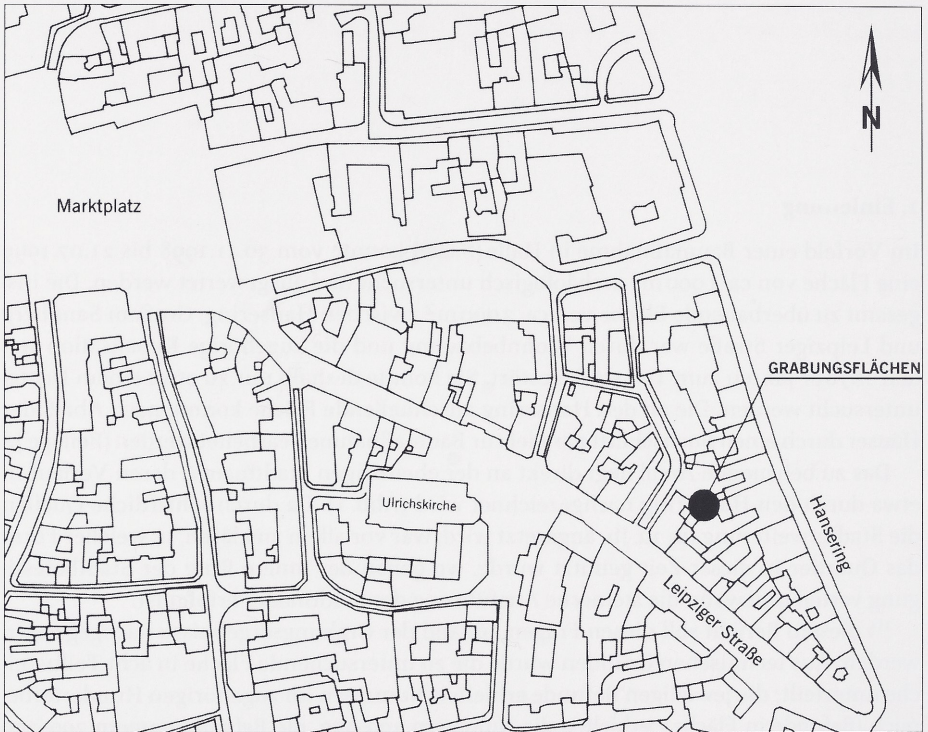 N
Marktplatz
GRABUNGSFLÄCHEN
Ulrichskirche
Hansering
Leipziger Straße